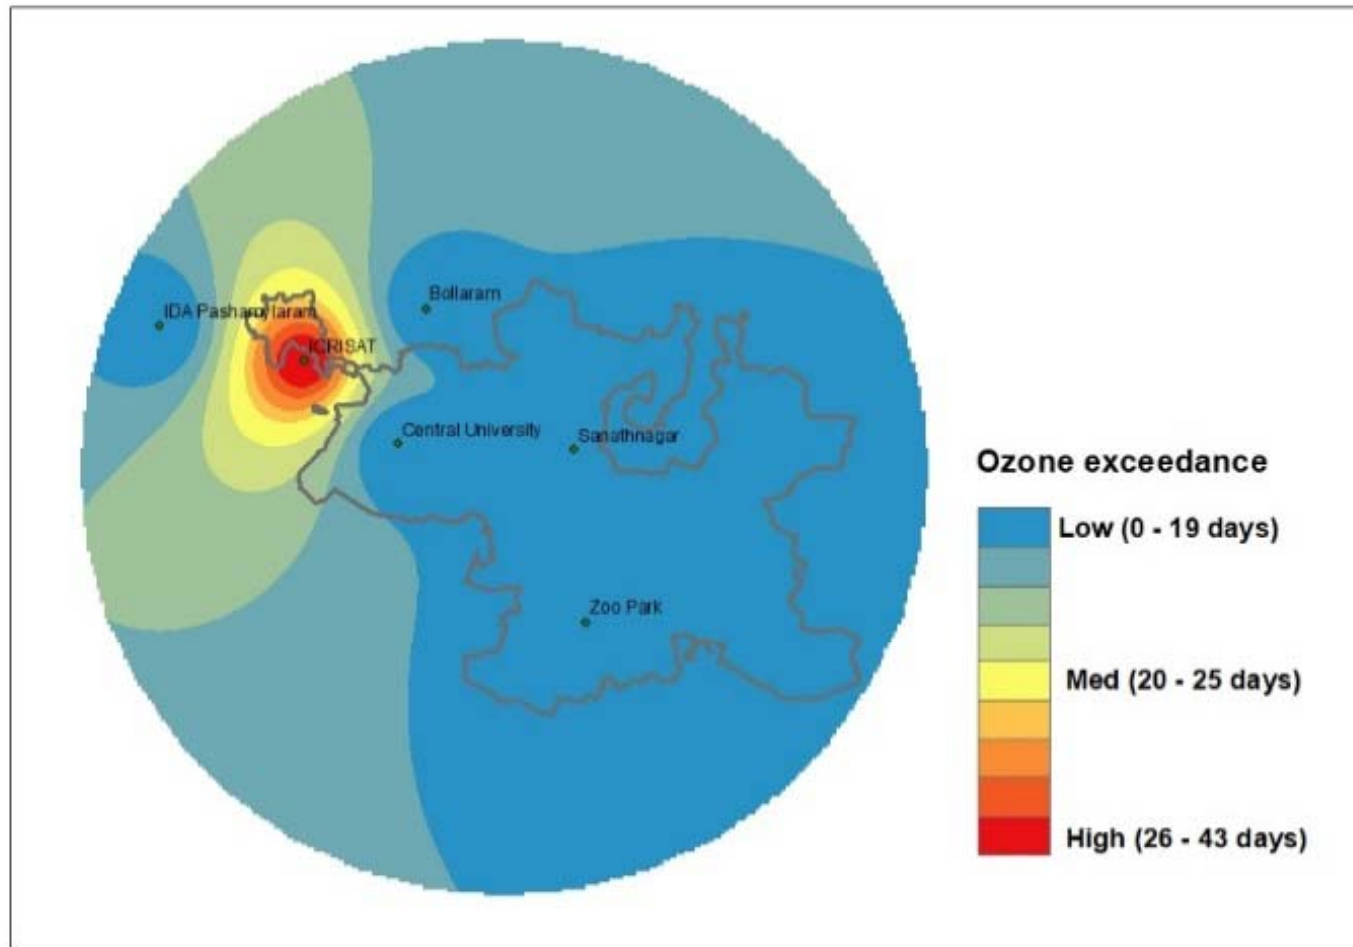 IDA Pashamylaram
Bollaram
ICRISAT
Central University
Sanathnagar
Zoo Park
Ozone exceedance
Low (0 - 19 days)
Med (20 - 25 days)
High (26 - 43 days)